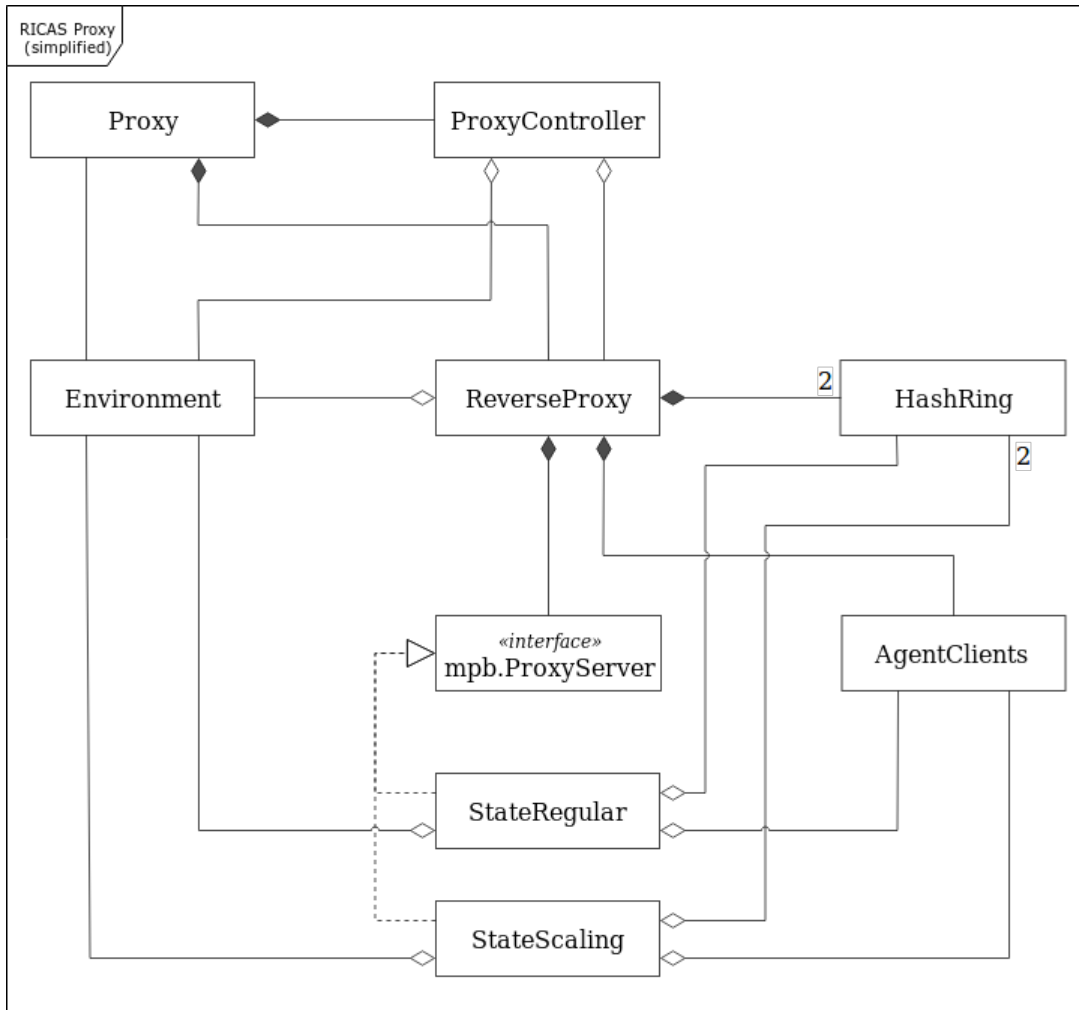 RICAS Proxy
(simplified)
Proxy
ProxyController
Environment
ReverseProxy
2
HashRing
2
«interface»
mpb.ProxyServer
AgentClients
StateRegular
StateScaling